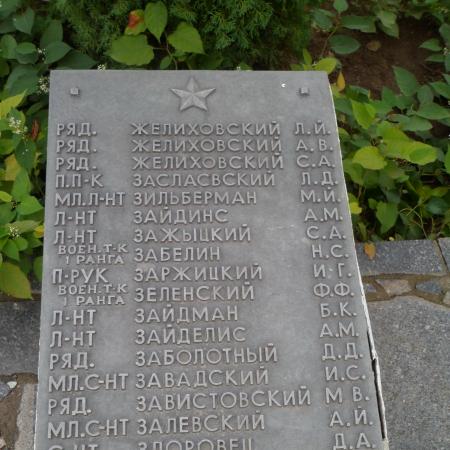 РЯД. ЖЕЛИХОВСКИЙ Л.Й.
РЯД. ЖЕЛИХОВСКИЙ А.В.
РЯД. ЖЕЛИХОВСКИЙ С.А.
П.П-К ЗАСЛАСВСКИЙ Л.Д.
МЛ.Л-НТ ЗИЛЬБЕРМАН М.Й.
Л-НТ ЗАЙДИНС А.М.
Л-НТ ЗАЖЫЦКИЙ С.А.
ВОЕН.Т-К 1 РАНГА ЗАБЕЛИН Н.С.
П-РУК ЗАРЖИЦКИЙ И.Г.
ВОЕН.Т-К 1 РАНГА ЗЕЛЕНСКИЙ Ф.Ф.
Л-НТ ЗАЙДМАН Б.К.
Л-НТ ЗАЙДЕЛИС А.М.
РЯД. ЗАБОЛОТНЫЙ Д.Д.
МЛ.С-НТ ЗАВАДСКИЙ И.С.
РЯД. ЗАВИСТОВСКИЙ М В.
МЛ.С-НТ ЗАЛЕВСКИЙ А.Й.
С-НТ ЗДОРОВЕЦ Д.А.